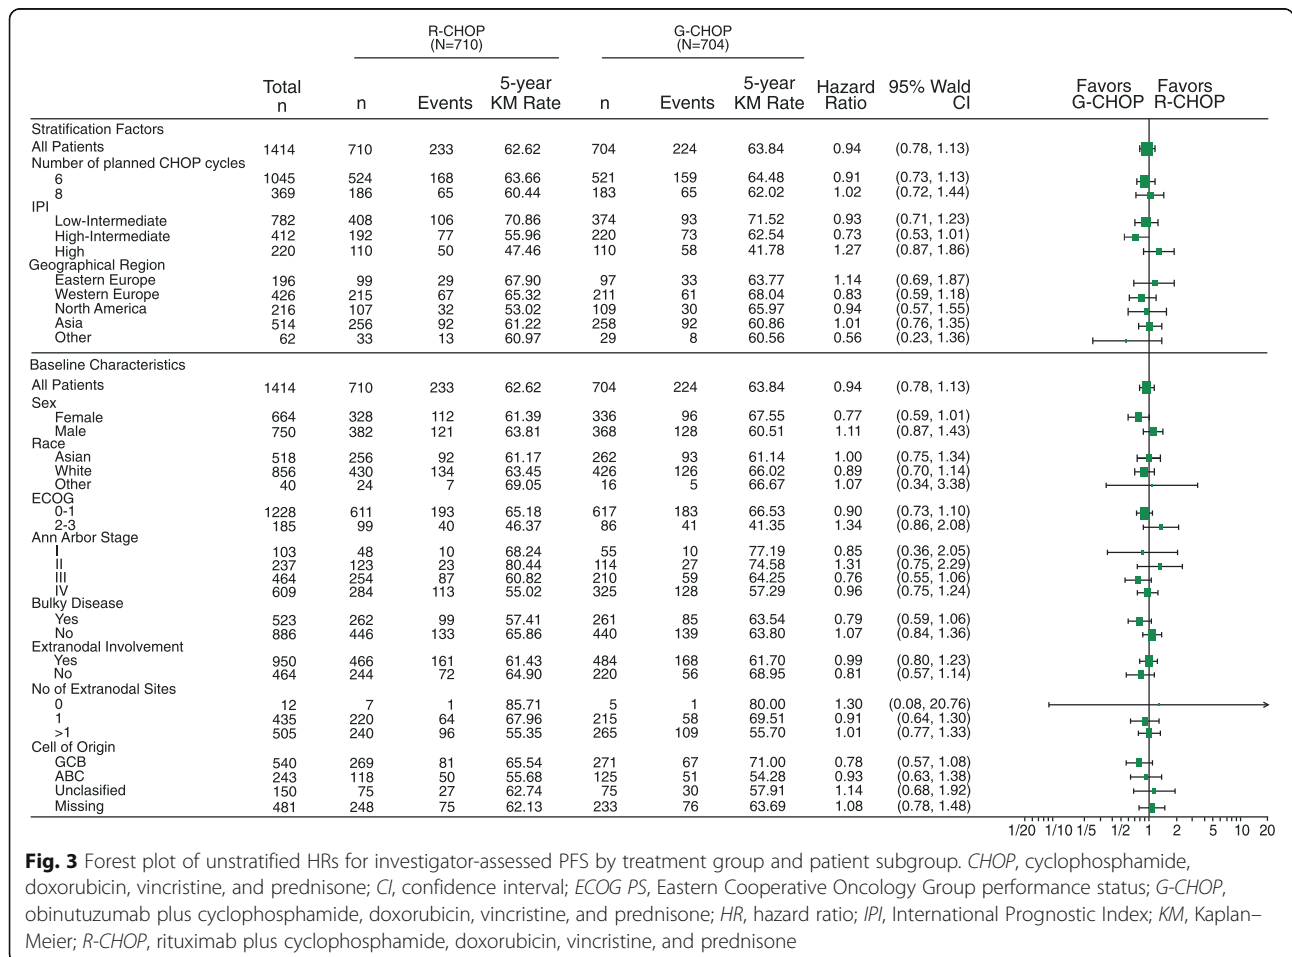 R-CHOP G-CHOP
(N=710) (N=704)
Total 5-year 5-year Hazard 95% Wald Favors Favors
n n Events KM Rate n Events KM Rate Ratio CI G-CHOP R-CHOP
Stratification Factors
All Patients 1414 710 233 62.62 704 224 63.84 0.94 (0.78, 1.13)
Number of planned CHOP cycles
6 1045 524 168 63.66 521 159 64.48 0.91 (0.73, 1.13)
8 369 186 65 60.44 183 65 62.02 1.02 (0.72, 1.44)
IPI
Low-Intermediate 782 408 106 70.86 374 93 71.52 0.93 (0.71, 1.23)
High-Intermediate 412 192 77 55.96 220 73 62.54 0.73 (0.53, 1.01)
High 220 110 50 47.46 110 58 41.78 1.27 (0.87, 1.86)
Geographical Region
Eastern Europe 196 99 29 67.90 97 33 63.77 1.14 (0.69, 1.87)
Western Europe 426 215 67 65.32 211 61 68.04 0.83 (0.59, 1.18)
North America 216 107 32 53.02 109 30 65.97 0.94 (0.57, 1.55)
Asia 514 256 92 61.22 258 92 60.86 1.01 (0.76, 1.35)
Other 62 33 13 60.97 29 8 60.56 0.56 (0.23, 1.36)
Baseline Characteristics
All Patients 1414 710 233 62.62 704 224 63.84 0.94 (0.78, 1.13)
Sex
Female 664 328 112 61.39 336 96 67.55 0.77 (0.59, 1.01)
Male 750 382 121 63.81 368 128 60.51 1.11 (0.87, 1.43)
Race
Asian 518 256 92 61.17 262 93 61.14 1.00 (0.75, 1.34)
White 856 430 134 63.45 426 126 66.02 0.89 (0.70, 1.14)
Other 40 24 7 69.05 16 5 66.67 1.07 (0.34, 3.38)
ECOG
0-1 1228 611 193 65.18 617 183 66.53 0.90 (0.73, 1.10)
2-3 185 99 40 46.37 86 41 41.35 1.34 (0.86, 2.08)
Ann Arbor Stage
I 103 48 10 68.24 55 10 77.19 0.85 (0.36, 2.05)
II 237 123 23 80.44 114 27 74.58 1.31 (0.75, 2.29)
III 464 254 87 60.82 210 59 64.25 0.76 (0.55, 1.06)
IV 609 284 113 55.02 325 128 57.29 0.96 (0.75, 1.24)
Bulky Disease
Yes 523 262 99 57.41 261 85 63.54 0.79 (0.59, 1.06)
No 886 446 133 65.86 440 139 63.80 1.07 (0.84, 1.36)
Extranodal Involvement
Yes 950 466 161 61.43 484 168 61.70 0.99 (0.80, 1.23)
No 464 244 72 64.90 220 56 68.95 0.81 (0.57, 1.14)
No of Extranodal Sites
0 12 7 1 85.71 5 1 80.00 1.30 (0.08, 20.76)
1 435 220 64 67.96 215 58 69.51 0.91 (0.64, 1.30)
>1 505 240 96 55.35 265 109 55.70 1.01 (0.77, 1.33)
Cell of Origin
GCB 540 269 81 65.54 271 67 71.00 0.78 (0.57, 1.08)
ABC 243 118 50 55.68 125 51 54.28 0.93 (0.63, 1.38)
Unclassified 150 75 27 62.74 75 30 57.91 1.14 (0.68, 1.92)
Missing 481 248 75 62.13 233 76 63.69 1.08 (0.78, 1.48)
1/20 1/10 1/5 1/2 1 2 5 10 20
Fig. 3 Forest plot of unstratified HRs for investigator-assessed PFS by treatment group and patient subgroup. CHOP, cyclophosphamide,
doxorubicin, vincristine, and prednisone; CI, confidence interval; ECOG PS, Eastern Cooperative Oncology Group performance status; G-CHOP,
obinutuzumab plus cyclophosphamide, doxorubicin, vincristine, and prednisone; HR, hazard ratio; IPI, International Prognostic Index; KM, Kaplan–
Meier; R-CHOP, rituximab plus cyclophosphamide, doxorubicin, vincristine, and prednisone